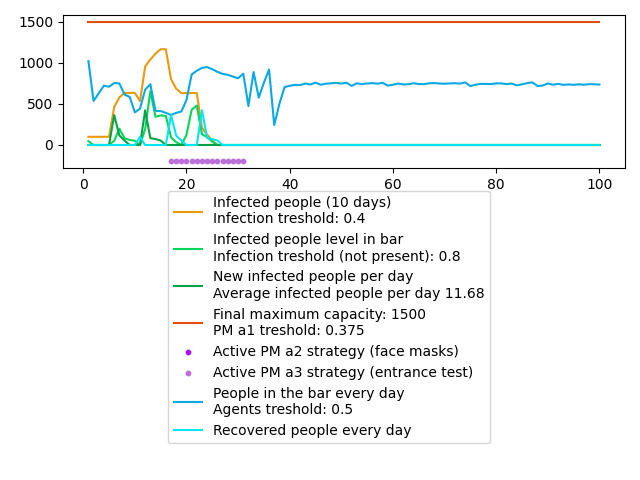 1500
1000
500
0
0
20
40
60
80
100
Infected people (10 days)
Infection treshold: 0.4
Infected people level in bar
Infection treshold (not present): 0.8
New infected people per day
Average infected people per day 11.68
Final maximum capacity: 1500
PM a1 treshold: 0.375
Active PM a2 strategy (face masks)
Active PM a3 strategy (entrance test)
People in the bar every day
Agents treshold: 0.5
Recovered people every day